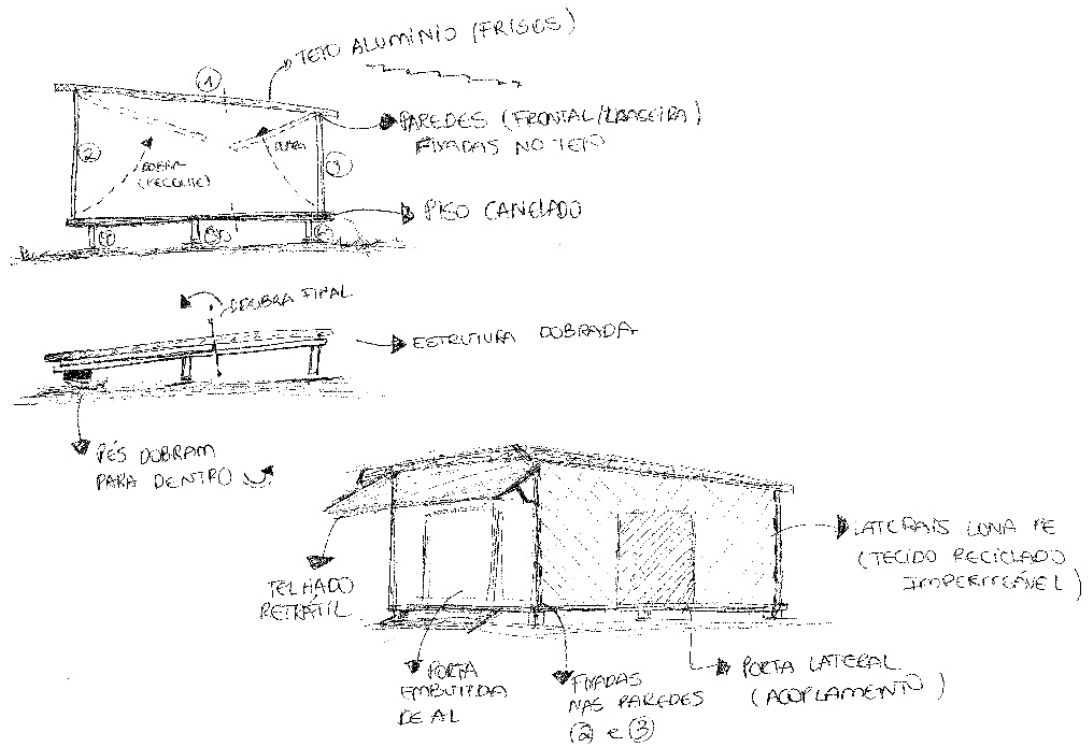 TETO ALUMÍNIO (FRISOS)
①
PAREDES (FRONTAL/TRASEIRA)
FIXADAS NO TETO
②
DOBRA
(RECOLHE)
DOBRA
③
PISO CANELADO
④
DOBRA FINAL
ESTRUTURA DOBRADA
PÉS DOBRAM
PARA DENTRO
LATERAIS LONA PE
(TECIDO RECICLADO
IMPERMEÁVEL)
TELHADO
RETRÁTIL
PORTA
EMBUTIDA
DE AL
FIXADAS
NAS PAREDES
② e ③
PORTA LATERAL
(ACOPLAMENTO)